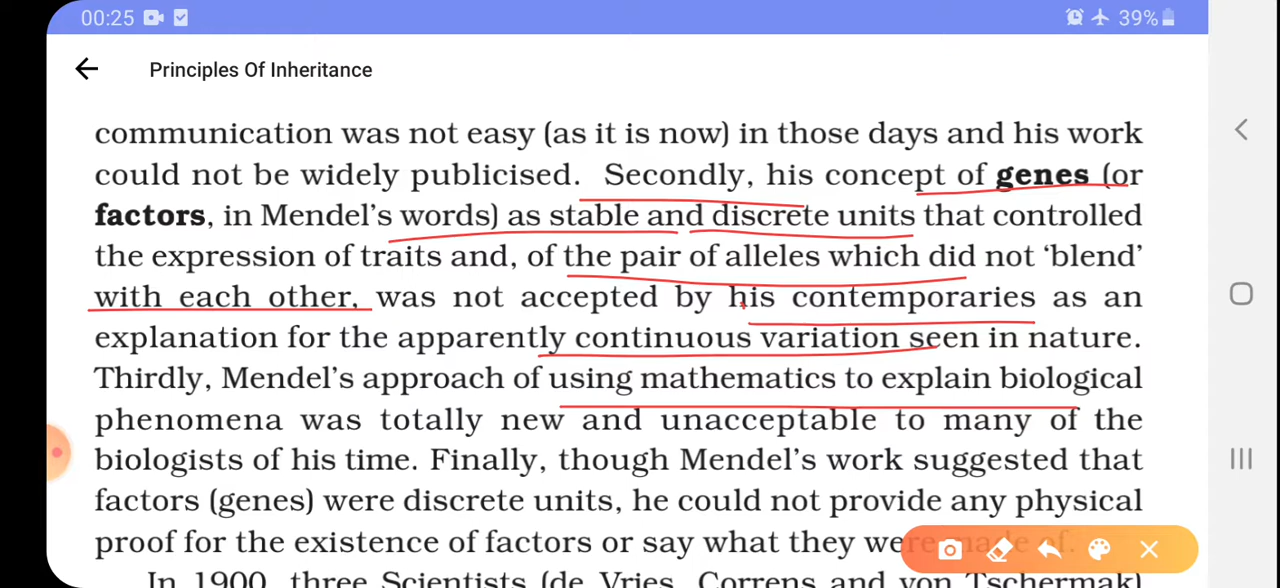 00:25 39%
Principles Of Inheritance
communication was not easy (as it is now) in those days and his work
could not be widely publicised. Secondly, his concept of genes (or
factors, in Mendel's words) as stable and discrete units that controlled
the expression of traits and, of the pair of alleles which did not ‘blend’
with each other, was not accepted by his contemporaries as an
explanation for the apparently continuous variation seen in nature.
Thirdly, Mendel's approach of using mathematics to explain biological
phenomena was totally new and unacceptable to many of the
biologists of his time. Finally, though Mendel's work suggested that
factors (genes) were discrete units, he could not provide any physical
proof for the existence of factors or say what they were made of.
In 1900, three Scientists (de Vries, Correns and von Tschermak)